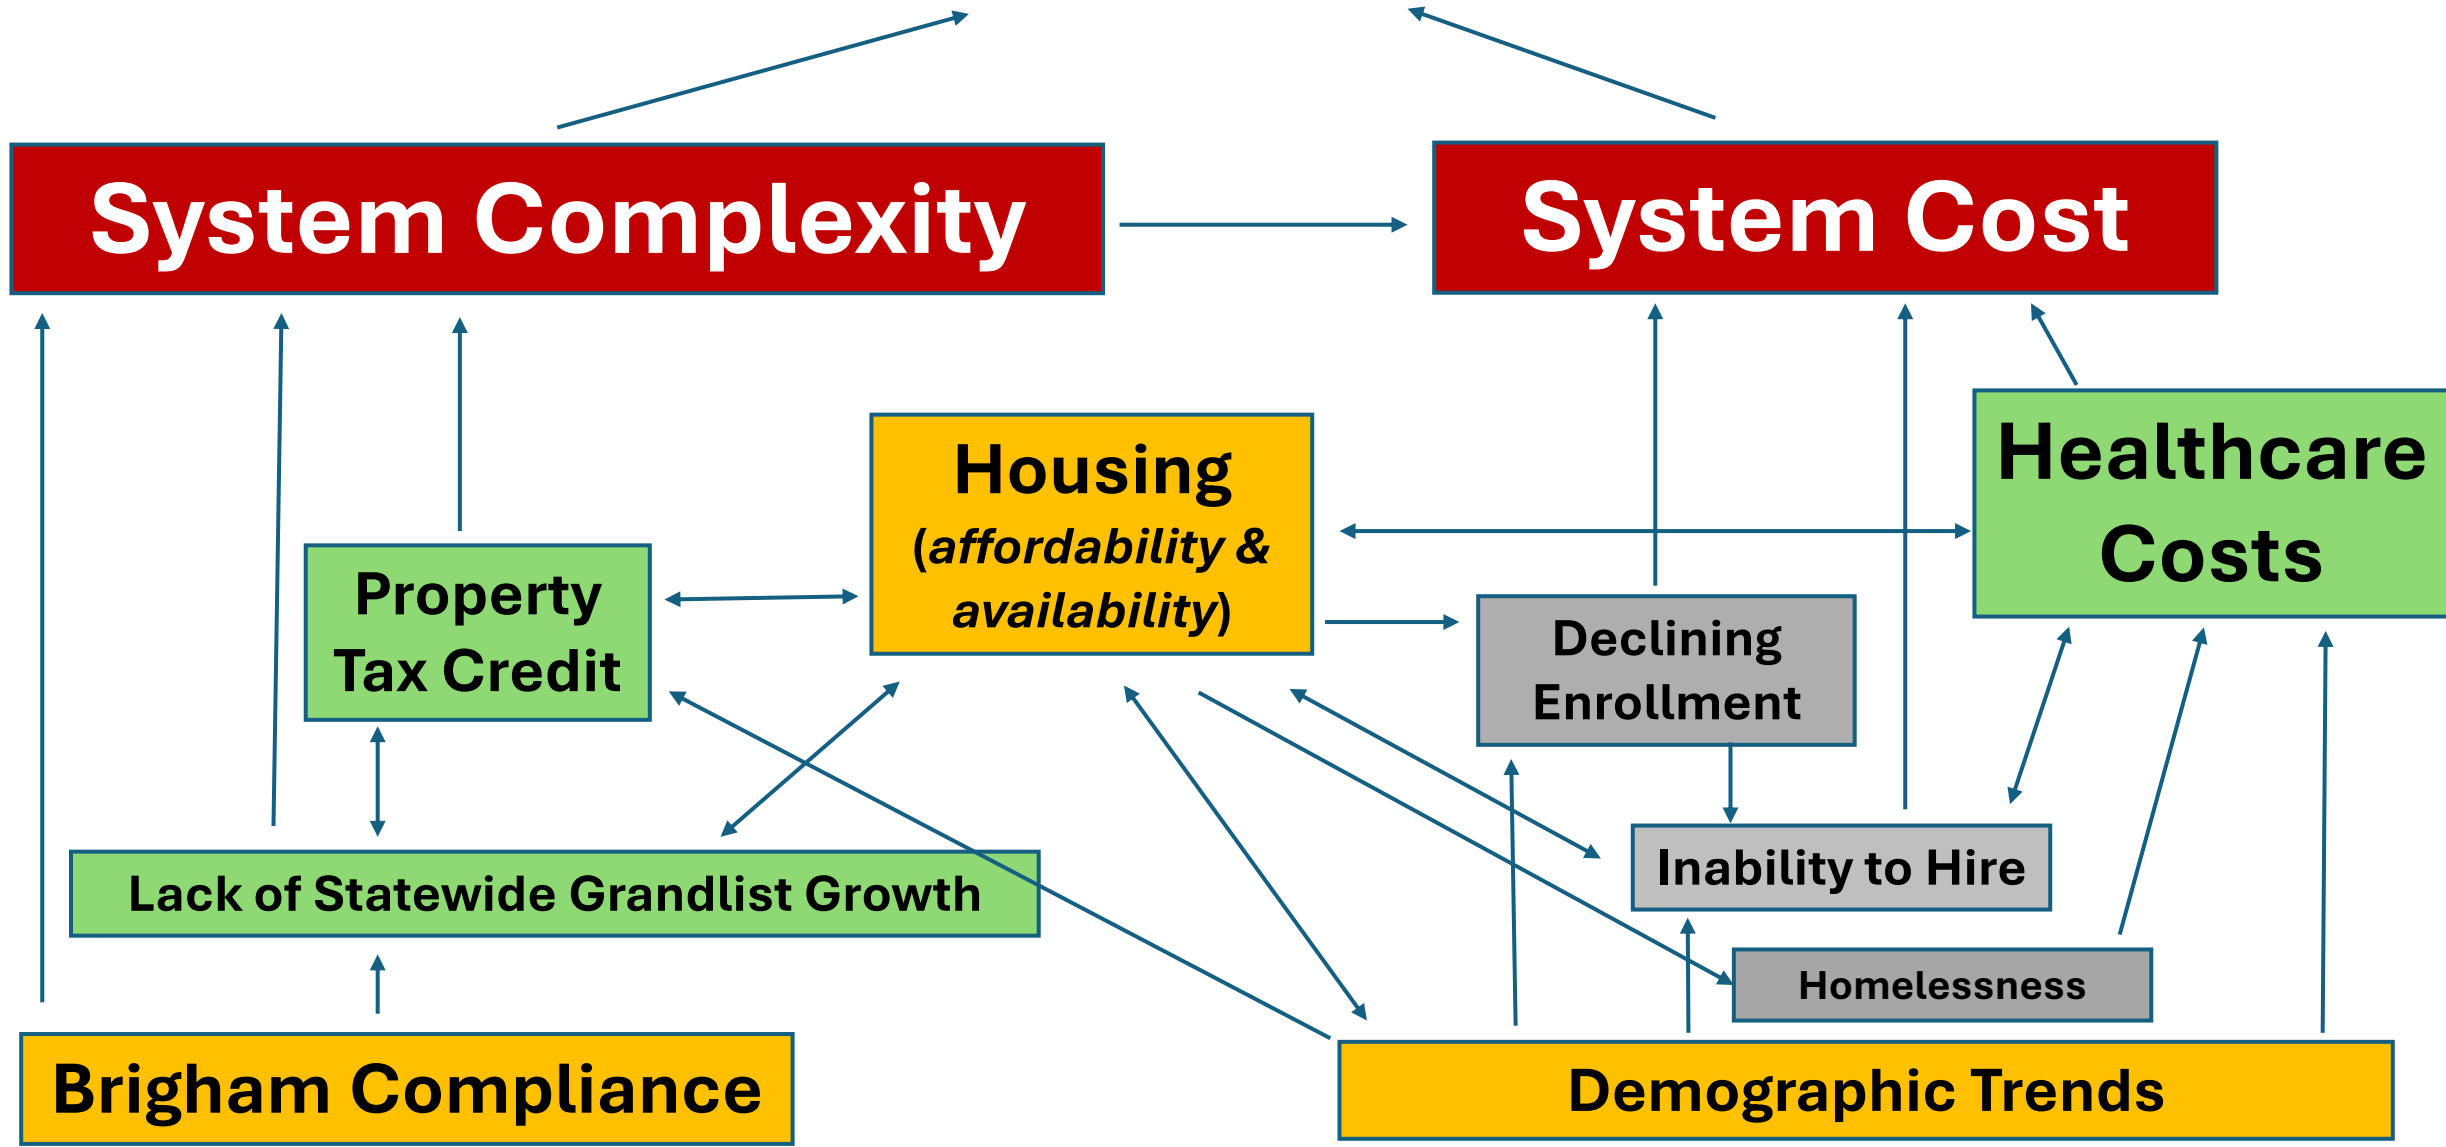 System Complexity
System Cost
Healthcare
Costs
Housing
(affordability &
availability)
Property
Tax Credit
Declining
Enrollment
Lack of Statewide Grandlist Growth
Inability to Hire
Homelessness
Brigham Compliance
Demographic Trends